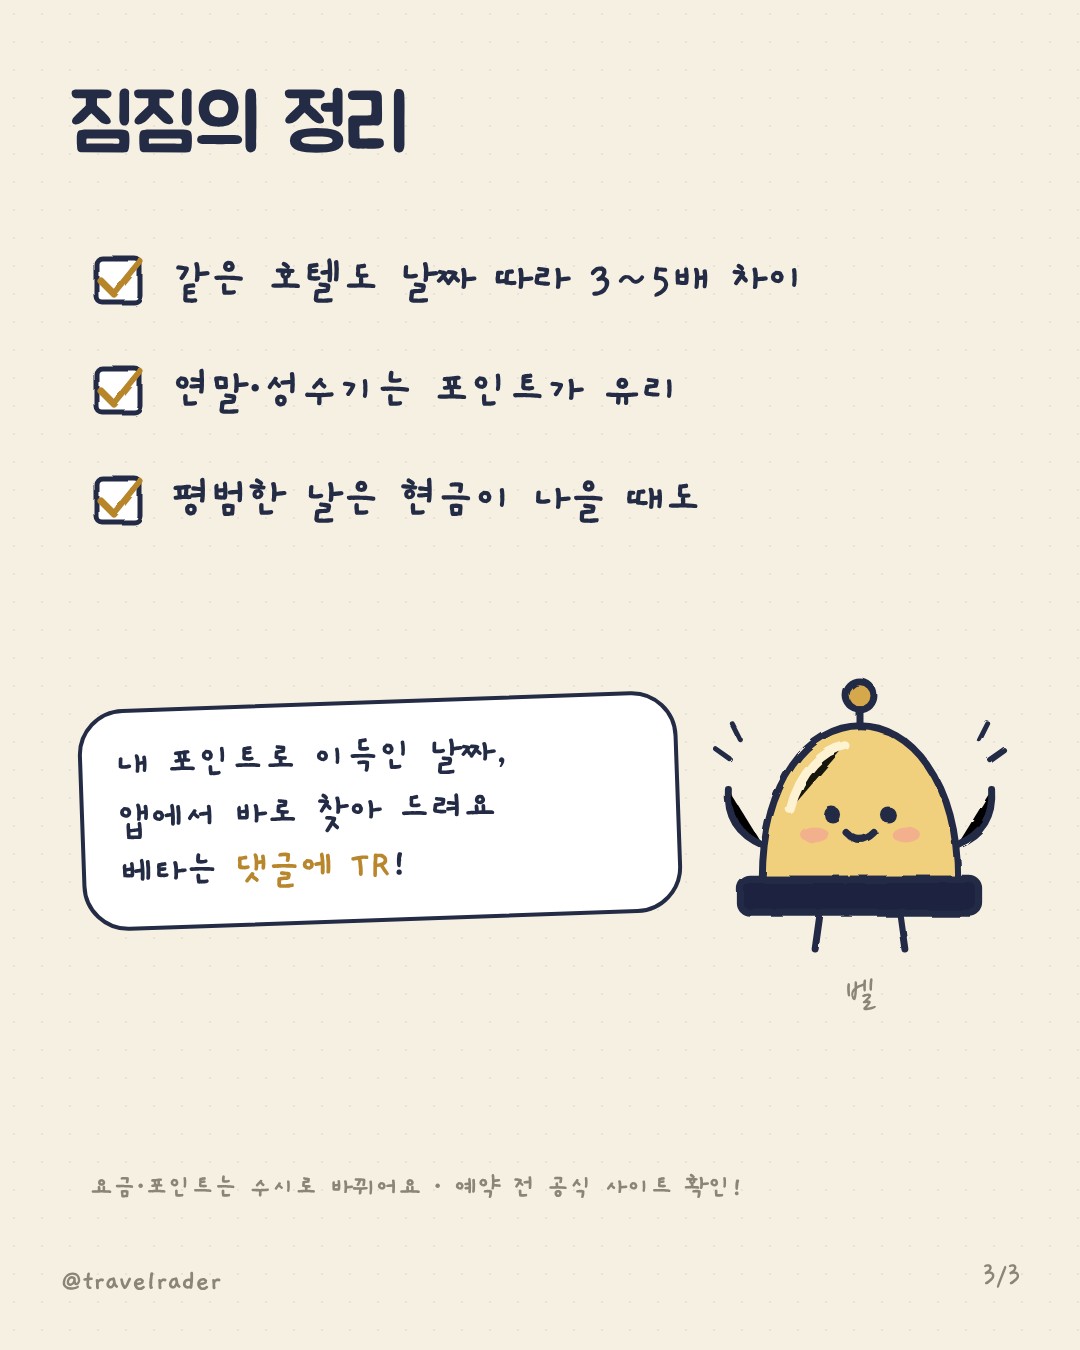 짐짐의 정리
같은 호텔도 날짜 따라 3~5배 차이
연말·성수기는 포인트가 유리
평범한 날은 현금이 나을 때도
내 포인트로 이득인 날짜,
앱에서 바로 찾아 드려요
베타는 댓글에 TR!
벨
요금·포인트는 수시로 바뀌어요 · 예약 전 공식 사이트 확인!
@travelrader
3/3